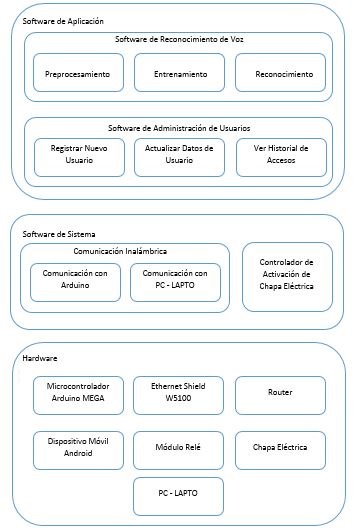 Software de Aplicación
Software de Reconocimiento de Voz
Preprocesamiento
Entrenamiento
Reconocimiento
Software de Administración de Usuarios
Registrar Nuevo
Usuario
Actualizar Datos de
Usuario
Ver Historial de
Accesos
Software de Sistema
Comunicación Inalámbrica
Comunicación con
Arduino
Comunicación con
PC - LAPTO
Controlador de
Activación de
Chapa Eléctrica
Hardware
Microcontrolador
Arduino MEGA
Ethernet Shield
W5100
Router
Dispositivo Móvil
Android
Módulo Relé
Chapa Eléctrica
PC - LAPTO